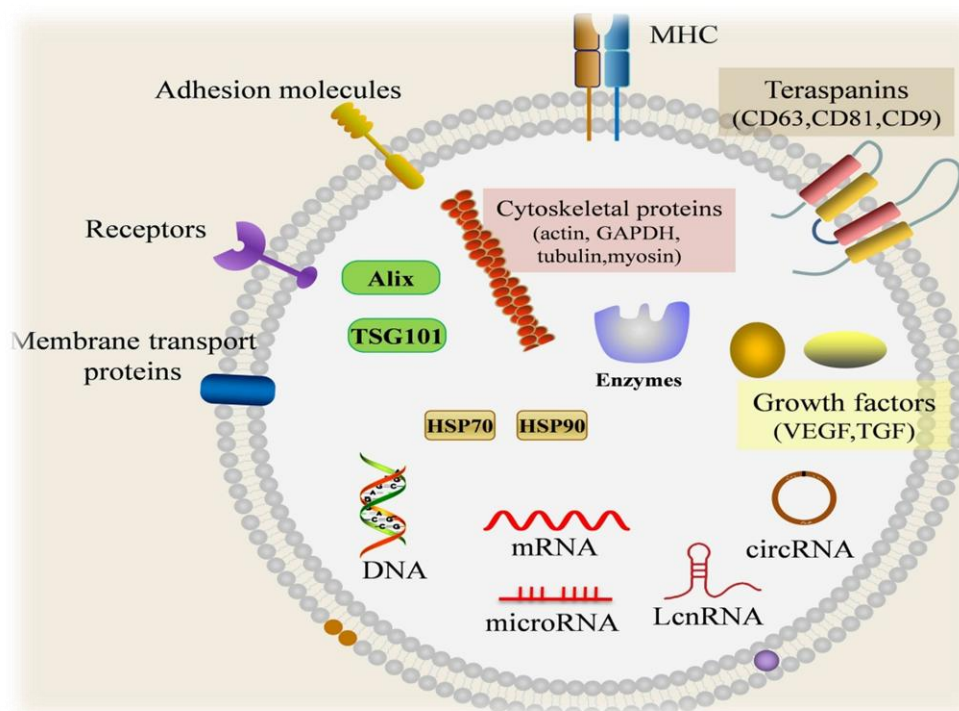 MHC
Adhesion molecules
Teraspanins
(CD63,CD81,CD9)
Receptors
Cytoskeletal proteins
(actin, GAPDH,
tubulin,myosin)
Alix
TSG101
Membrane transport
proteins
Enzymes
Growth factors
(VEGF,TGF)
HSP70
HSP90
DNA
mRNA
circRNA
microRNA
LcnRNA